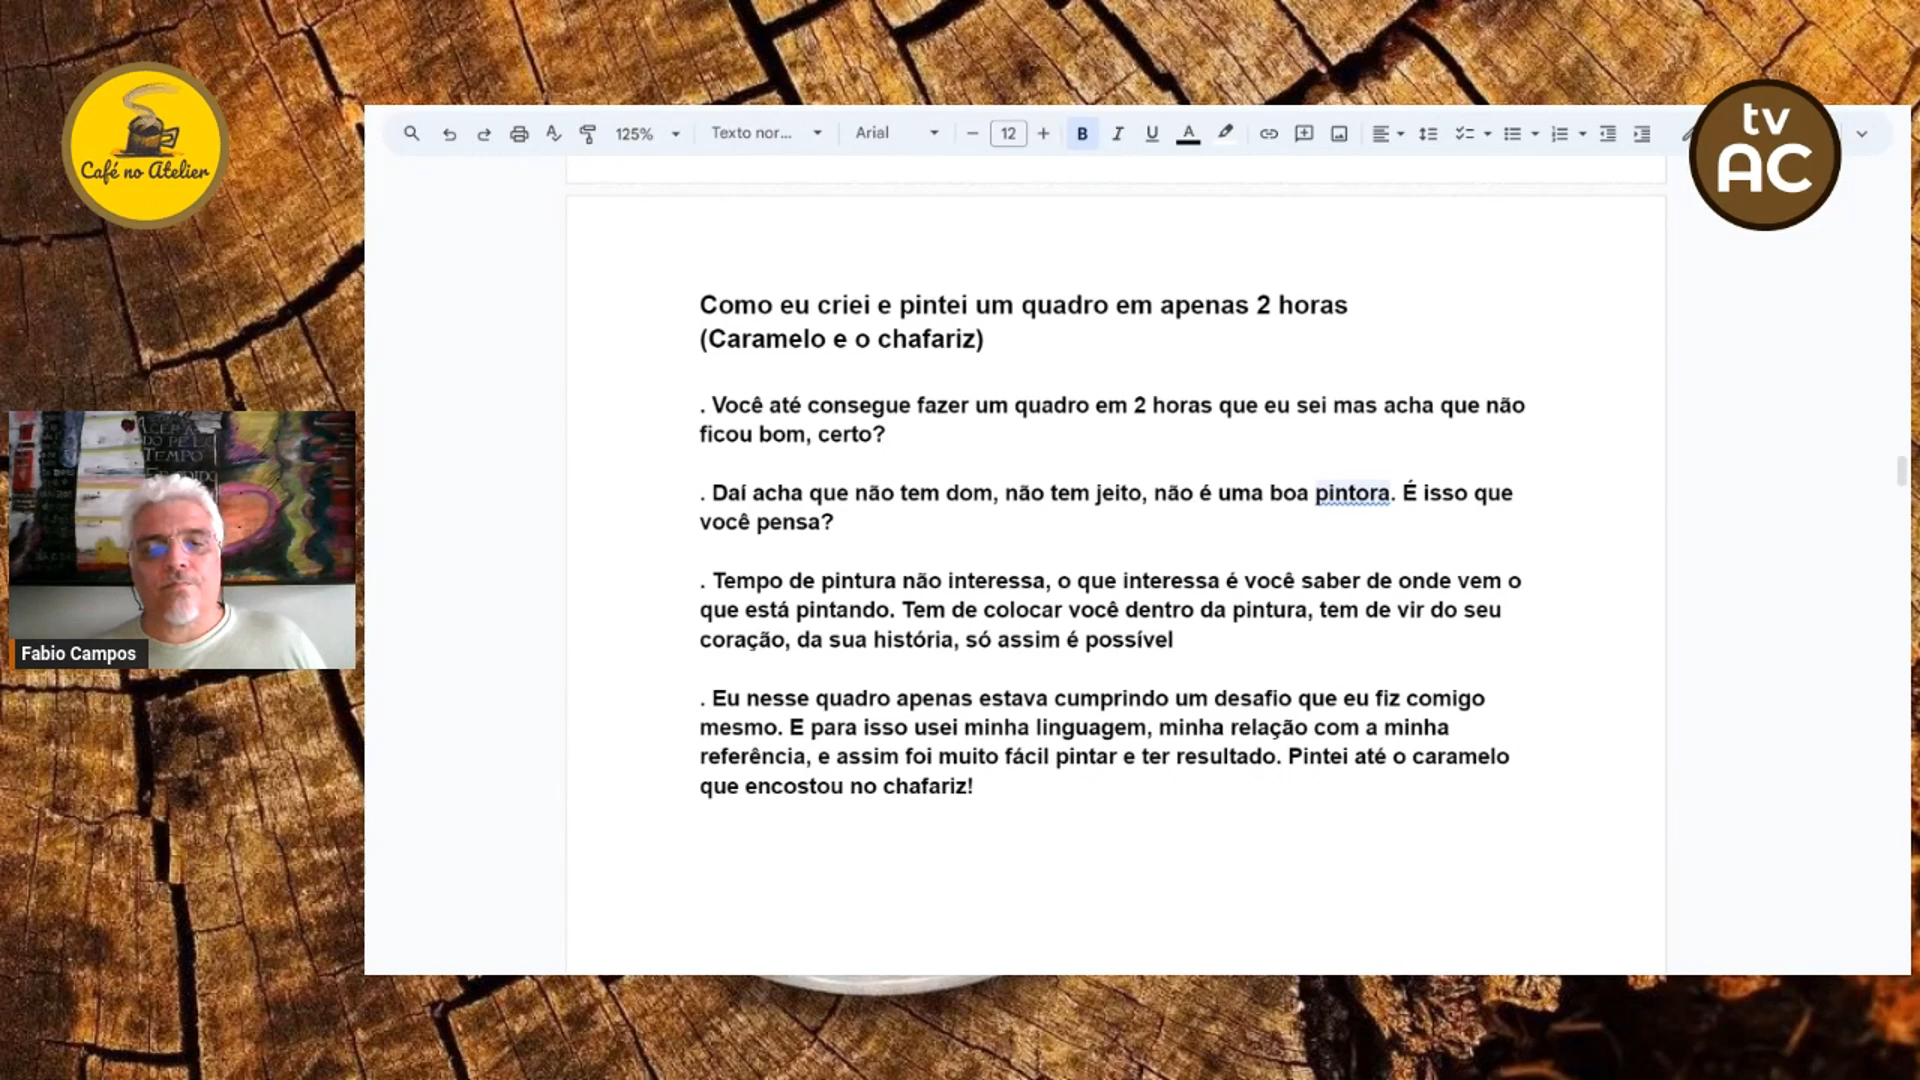 Café no Atelier
tv
AC
125%
Texto nor...
Arial
12
B
I
U
A
Como eu criei e pintei um quadro em apenas 2 horas
(Caramelo e o chafariz)
. Você até consegue fazer um quadro em 2 horas que eu sei mas acha que não
ficou bom, certo?
. Daí acha que não tem dom, não tem jeito, não é uma boa pintora. É isso que
você pensa?
. Tempo de pintura não interessa, o que interessa é você saber de onde vem o
que está pintando. Tem de colocar você dentro da pintura, tem de vir do seu
coração, da sua história, só assim é possível
. Eu nesse quadro apenas estava cumprindo um desafio que eu fiz comigo
mesmo. E para isso usei minha linguagem, minha relação com a minha
referência, e assim foi muito fácil pintar e ter resultado. Pintei até o caramelo
que encostou no chafariz!
TEMPO
Fabio Campos